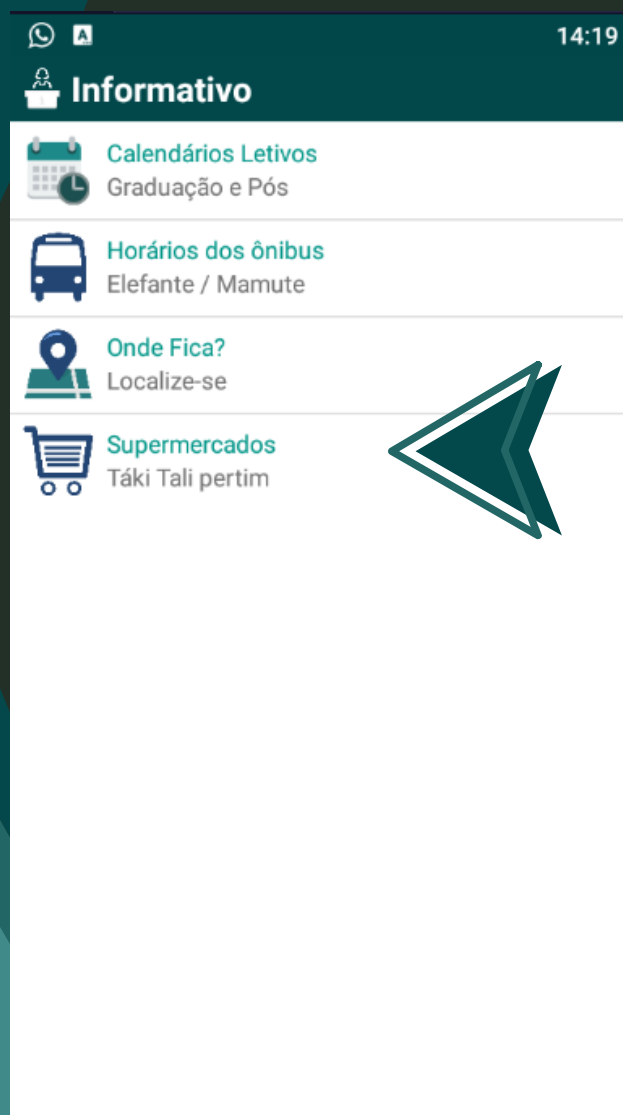 14:19
Informativo
Calendários Letivos
Graduação e Pós
Horários dos ônibus
Elefante / Mamute
Onde Fica?
Localize-se
Supermercados
Táki Tali pertim